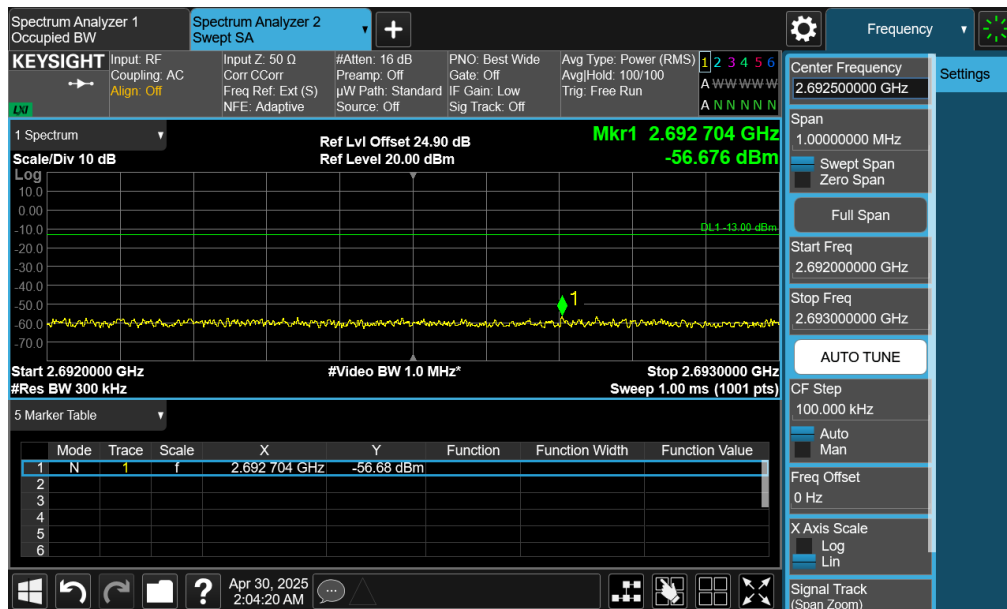 Spectrum Analyzer 1
Occupied BW
Spectrum Analyzer 2
Swept SA
Frequency
KEYSIGHT
LXI
Input: RF
Coupling: AC
Align: Off
Input Z: 50 Ω
Corr CCorr
Freq Ref: Ext (S)
NFE: Adaptive
#Atten: 16 dB
Preamp: Off
µW Path: Standard
Source: Off
PNO: Best Wide
Gate: Off
IF Gain: Low
Sig Track: Off
Avg Type: Power (RMS)
Avg|Hold: 100/100
Trig: Free Run
1 2 3 4 5 6
A W W W W W
A N N N N N
1 Spectrum
Scale/Div 10 dB
Ref Lvl Offset 24.90 dB
Ref Level 20.00 dBm
Mkr1 2.692 704 GHz
-56.676 dBm
Log
10.0
0.00
-10.0
-20.0
-30.0
-40.0
-50.0
-60.0
-70.0
DL1 -13.00 dBm
1
Start 2.6920000 GHz
#Res BW 300 kHz
#Video BW 1.0 MHz*
Stop 2.6930000 GHz
Sweep 1.00 ms (1001 pts)
5 Marker Table
Mode Trace Scale X Y Function Function Width Function Value
1 N 1 f 2.692 704 GHz -56.68 dBm
2
3
4
5
6
Apr 30, 2025
2:04:20 AM
Center Frequency
2.692500000 GHz
Settings
Span
1.00000000 MHz
Swept Span
Zero Span
Full Span
Start Freq
2.692000000 GHz
Stop Freq
2.693000000 GHz
AUTO TUNE
CF Step
100.000 kHz
Auto
Man
Freq Offset
0 Hz
X Axis Scale
Log
Lin
Signal Track
(Span Zoom)